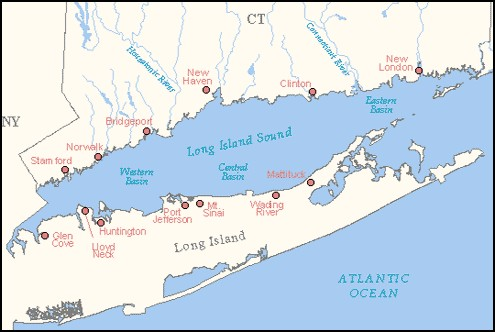 CT
NY
Housatonic River
Connecticut River
New
London
New
Haven
Clinton
Eastern
Basin
Bridgeport
Long Island Sound
Norwalk
Stamford
Western
Basin
Central
Basin
Mattituck
Port
Jefferson
Mt
Sinai
Wading
River
Glen
Cove
Huntington
Lloyd
Neck
Long Island
ATLANTIC
OCEAN